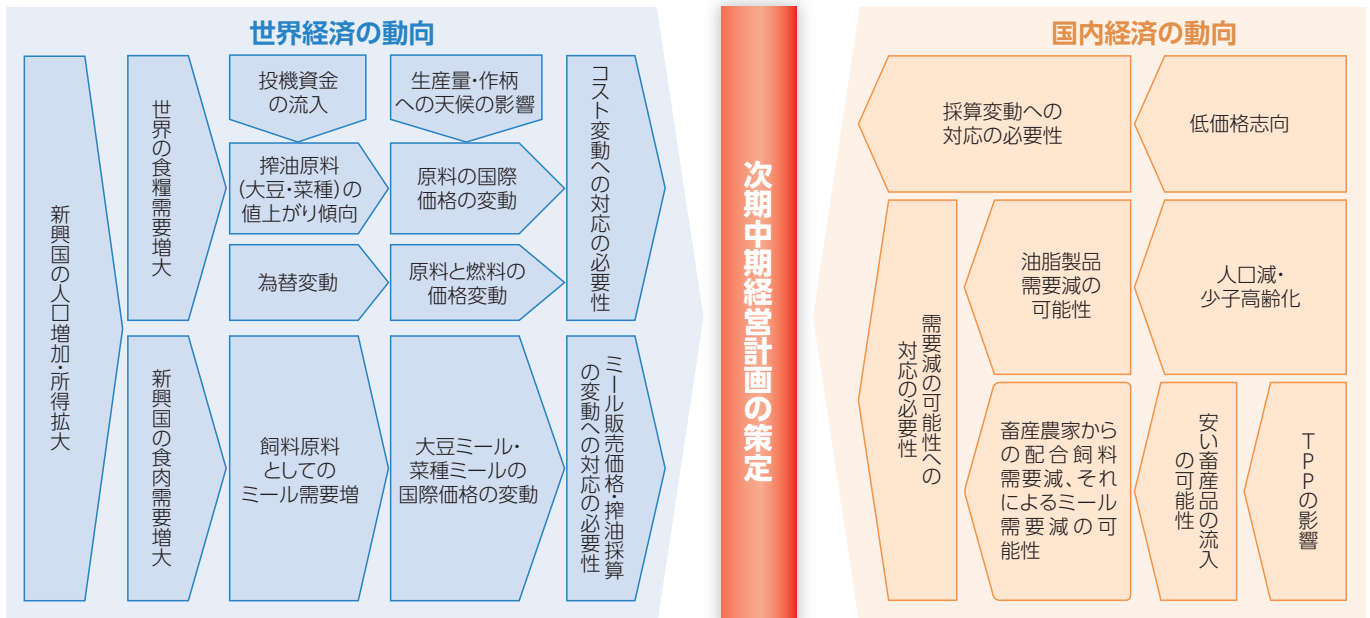 世界経済の動向
新興国の人口増加・所得拡大
世界の食糧需要増大
投機資金
の流入
生産量・作柄
への天候の影響
搾油原料
(大豆・菜種)の
値上がり傾向
原料の国際
価格の変動
為替変動
原料と燃料の
価格変動
コスト変動への対応の必要性
新興国の食肉需要増大
飼料原料
としての
ミール需要増
大豆ミール・
菜種ミールの
国際価格の変動
ミール販売価格・搾油採算
の変動への対応の必要性
次期中期経営計画の策定
国内経済の動向
採算変動への
対応の必要性
低価格志向
需要減の可能性への
対応の必要性
油脂製品
需要減の
可能性
人口減・
少子高齢化
畜産農家から
の配合飼料
需要減、それ
によるミール
需要減の可
能性
安い畜産品の流入
の可能性
TPPの影響